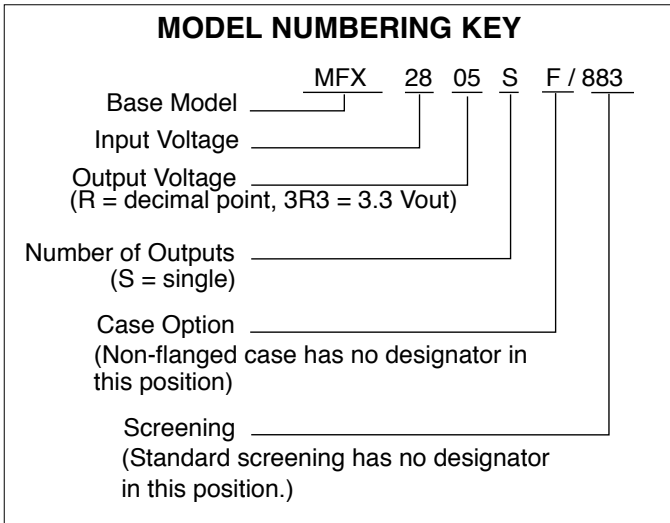 MODEL NUMBERING KEY
MFX 28 05 S F / 883
Base Model
Input Voltage
Output Voltage
(R = decimal point, 3R3 = 3.3 Vout)
Number of Outputs
(S = single)
Case Option
(Non-flanged case has no designator in
this position)
Screening
(Standard screening has no designator
in this position.)